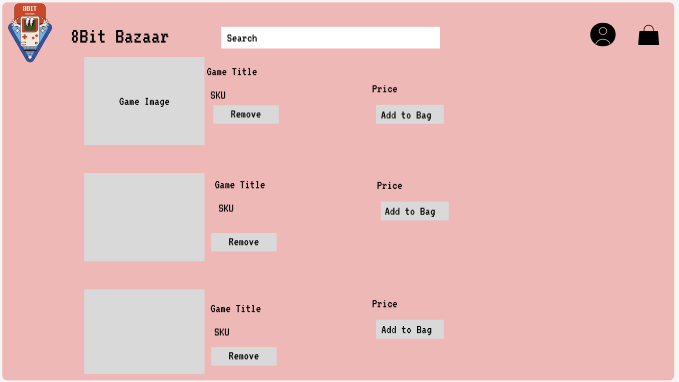 8BIT
8Bit Bazaar
Search
Game Image
Game Title
SKU
Remove
Price
Add to Bag
Game Title
SKU
Remove
Price
Add to Bag
Game Title
SKU
Remove
Price
Add to Bag